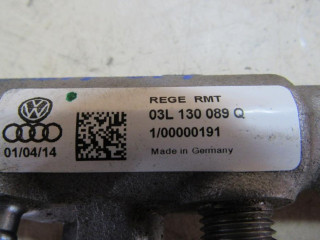 REGE RMT
03L 130 089 Q
1/00000191
01/04/14
Made in Germany